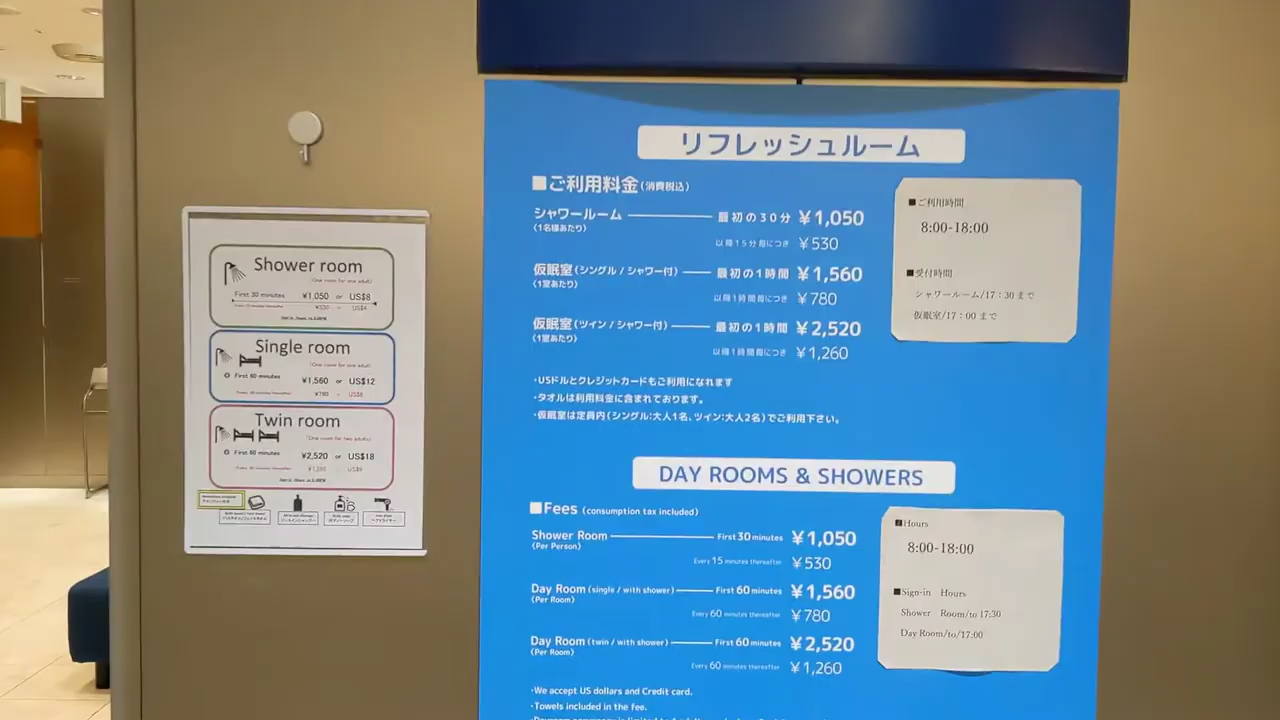 Shower room
(One room for one adult)
First 30 minutes ¥1,050 or US$8
¥530 US$4
Single room
(One room for one adult)
First 60 minutes ¥1,560 or US$12
¥780 US$6
Twin room
(One room for two adults)
First 60 minutes ¥2,520 or US$18
¥1,260 US$9
リフレッシュルーム
■ご利用料金(消費税込)
シャワールーム 最初の30分 ¥1,050
(1名様あたり)
以降15分毎につき ¥530
仮眠室(シングル/シャワー付) 最初の1時間 ¥1,560
(1室あたり)
以降1時間毎につき ¥780
仮眠室(ツイン/シャワー付) 最初の1時間 ¥2,520
(1室あたり)
以降1時間毎につき ¥1,260
・USドルとクレジットカードもご利用になれます
・タオルは利用料金に含まれております。
・仮眠室は定員内(シングル:大人1名、ツイン:大人2名)でご利用下さい。
■ご利用時間
8:00-18:00
■受付時間
シャワールーム/17:30まで
仮眠室/17:00まで
DAY ROOMS & SHOWERS
■Fees (consumption tax included)
Shower Room First 30 minutes ¥1,050
(Per Person)
Every 15 minutes thereafter ¥530
Day Room (single / with shower) First 60 minutes ¥1,560
(Per Room)
Every 60 minutes thereafter ¥780
Day Room (twin / with shower) First 60 minutes ¥2,520
(Per Room)
Every 60 minutes thereafter ¥1,260
・We accept US dollars and Credit card.
・Towels included in the fee.
■Hours
8:00-18:00
■Sign-in Hours
Shower Room/to 17:30
Day Room/to/17:00